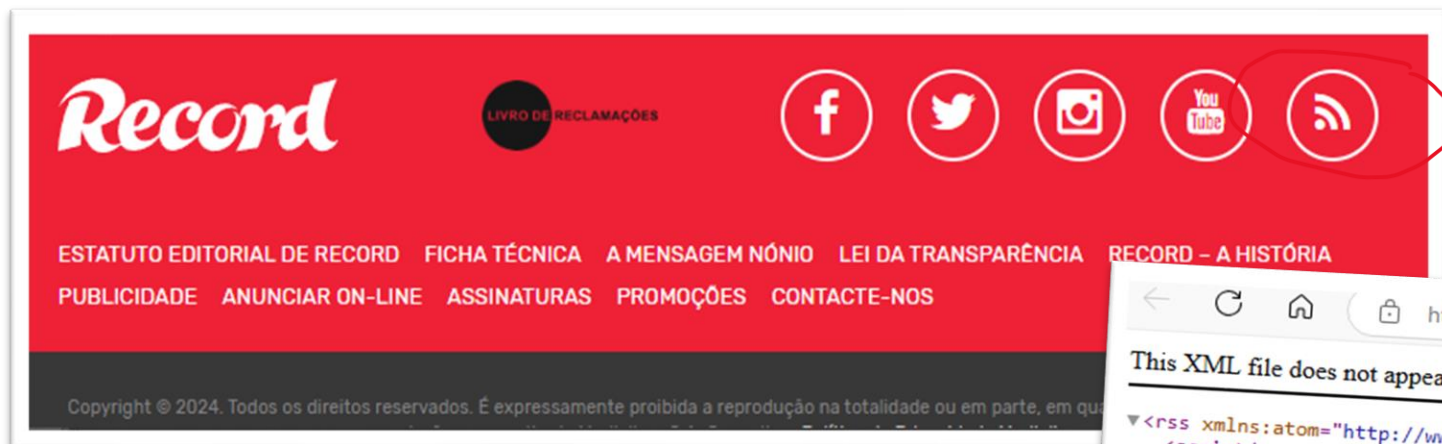 Record
LIVRO DE RECLAMAÇÕES
You
Tube
ESTATUTO EDITORIAL DE RECORD FICHA TÉCNICA A MENSAGEM NÓNIO LEI DA TRANSPARÊNCIA RECORD – A HISTÓRIA
PUBLICIDADE ANUNCIAR ON-LINE ASSINATURAS PROMOÇÕES CONTACTE-NOS
Copyright © 2024. Todos os direitos reservados. É expressamente proibida a reprodução na totalidade ou em parte, em
This XML file does not
<rss xmlns:atom="http://